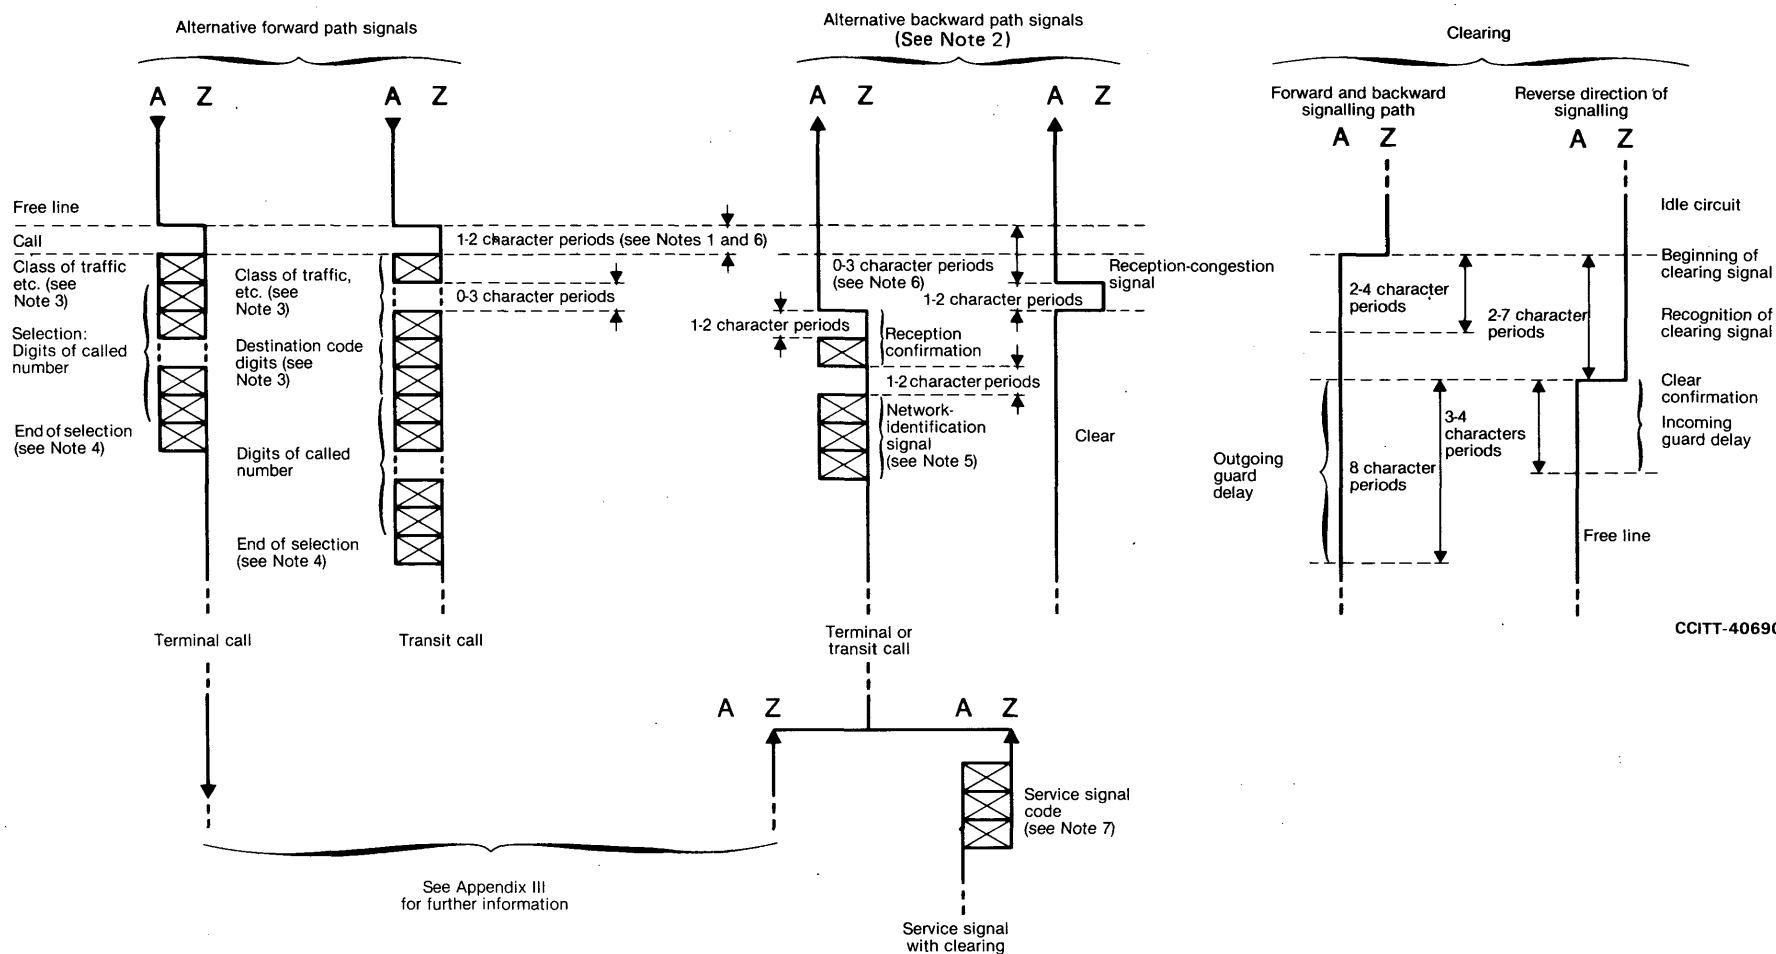 Alternative forward path signals
Alternative backward path signals
(See Note 2)
Clearing
A Z
A Z
A Z
A Z
Forward and backward
signalling path
A Z
Reverse direction of
signalling
A Z
Free line
Call
Class of traffic
etc. (see
Note 3)
Selection:
Digits of called
number
End of selection
(see Note 4)
Class of traffic,
etc. (see
Note 3)
Destination code
digits (see
Note 3)
Digits of called
number
End of selection
(see Note 4)
1-2 character periods (see Notes 1 and 6)
0-3 character periods
0-3 character periods
(see Note 6)
1-2 character periods
Reception
confirmation
1-2 character periods
Network-
identification
signal
(see Note 5)
Reception-congestion
signal
1-2 character periods
Clear
Idle circuit
Beginning of
clearing signal
2-4 character
periods
2-7 character
periods
Recognition of
clearing signal
Clear
confirmation
Incoming
guard delay
3-4
characters
periods
Outgoing
guard
delay
8 character
periods
Free line
CCITT-40690
Terminal call
Transit call
Terminal or
transit call
A Z
A Z
Service signal
code
(see Note 7)
See Appendix III
for further information
Service signal
with clearing